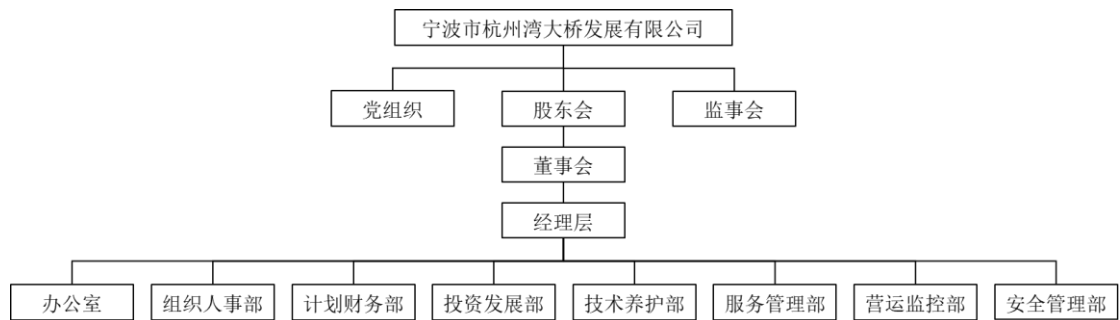 宁波市杭州湾大桥发展有限公司
党组织
股东会
监事会
董事会
经理层
办公室
组织人事部
计划财务部
投资发展部
技术养护部
服务管理部
营运监控部
安全管理部